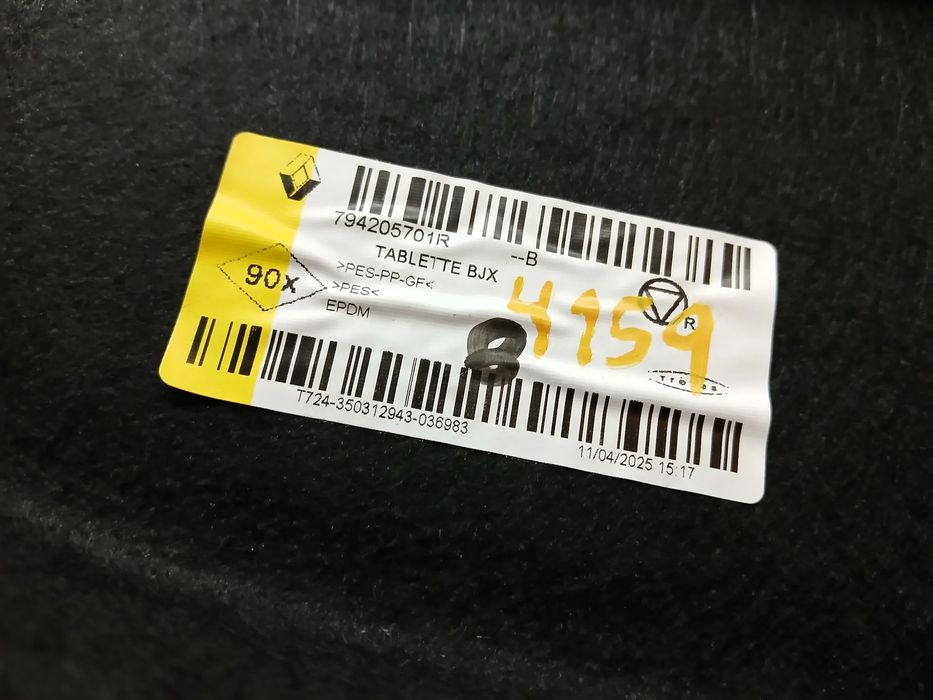 794205701R
--B
TABLETTE BJX
>PES-PP-GF<
90x
>PES<
EPDM
4159
8
R
T724-350312943-036983
11/04/2025 15:17